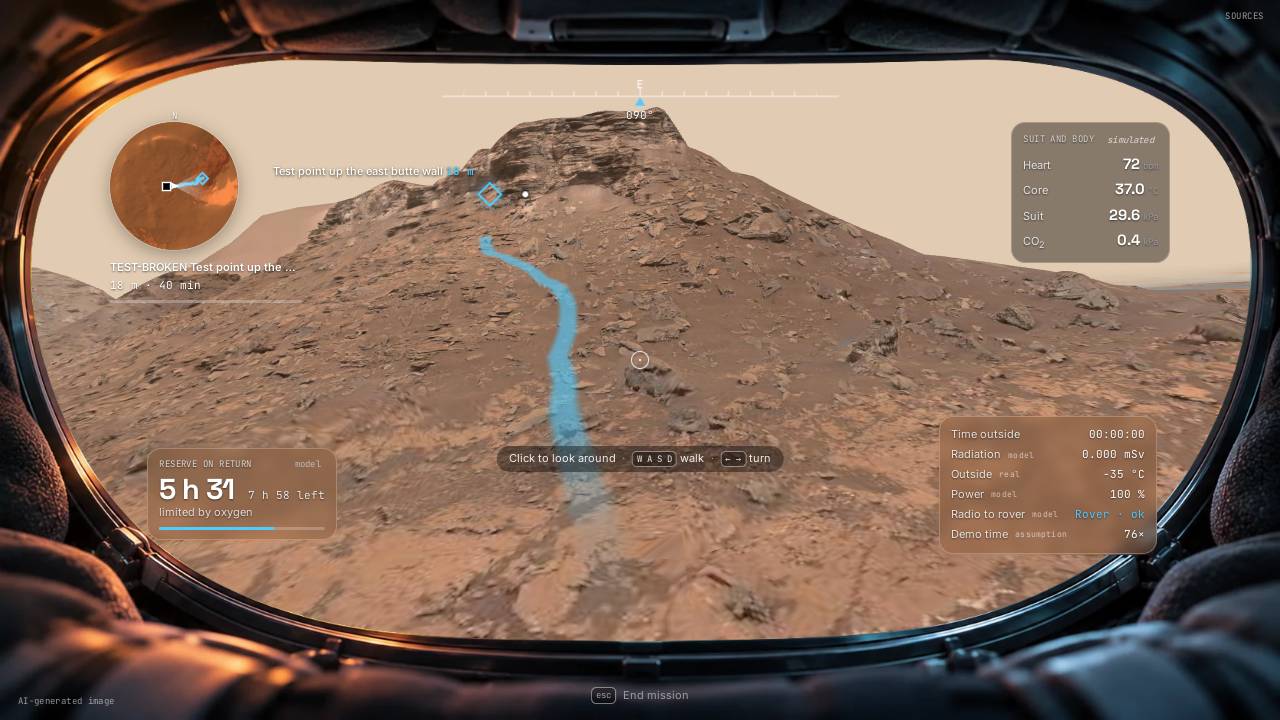 SOURCES
E
090°
N
Test point up the east butte wall 18 m
TEST-BROKEN Test point up the ...
18 m · 40 min
SUIT AND BODY simulated
Heart 72 bpm
Core 37.0 °C
Suit 29.6 kPa
CO2 0.4 kPa
Click to look around · W A S D walk · ← → turn
RESERVE ON RETURN model
5 h 31 7 h 58 left
limited by oxygen
Time outside 00:00:00
Radiation model 0.000 mSv
Outside real -35 °C
Power model 100 %
Radio to rover model Rover · ok
Demo time assumption 76×
esc End mission
AI-generated image